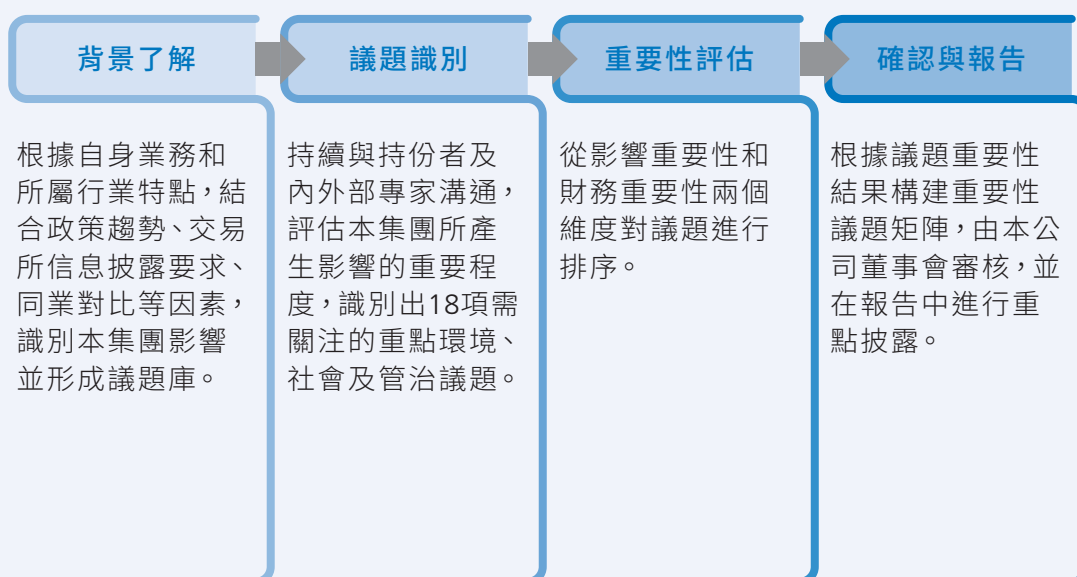 背景了解
根據自身業務和
所屬行業特點，結
合政策趨勢、交易
所信息披露要求、
同業對比等因素，
識別本集團影響
並形成議題庫。
議題識別
持續與持份者及
內外部專家溝通，
評估本集團所產
生影響的重要程
度，識別出18項需
關注的重點環境、
社會及管治議題。
重要性評估
從影響重要性和
財務重要性兩個
維度對議題進行
排序。
確認與報告
根據議題重要性
結果構建重要性
議題矩陣，由本公
司董事會審核，並
在報告中進行重
點披露。